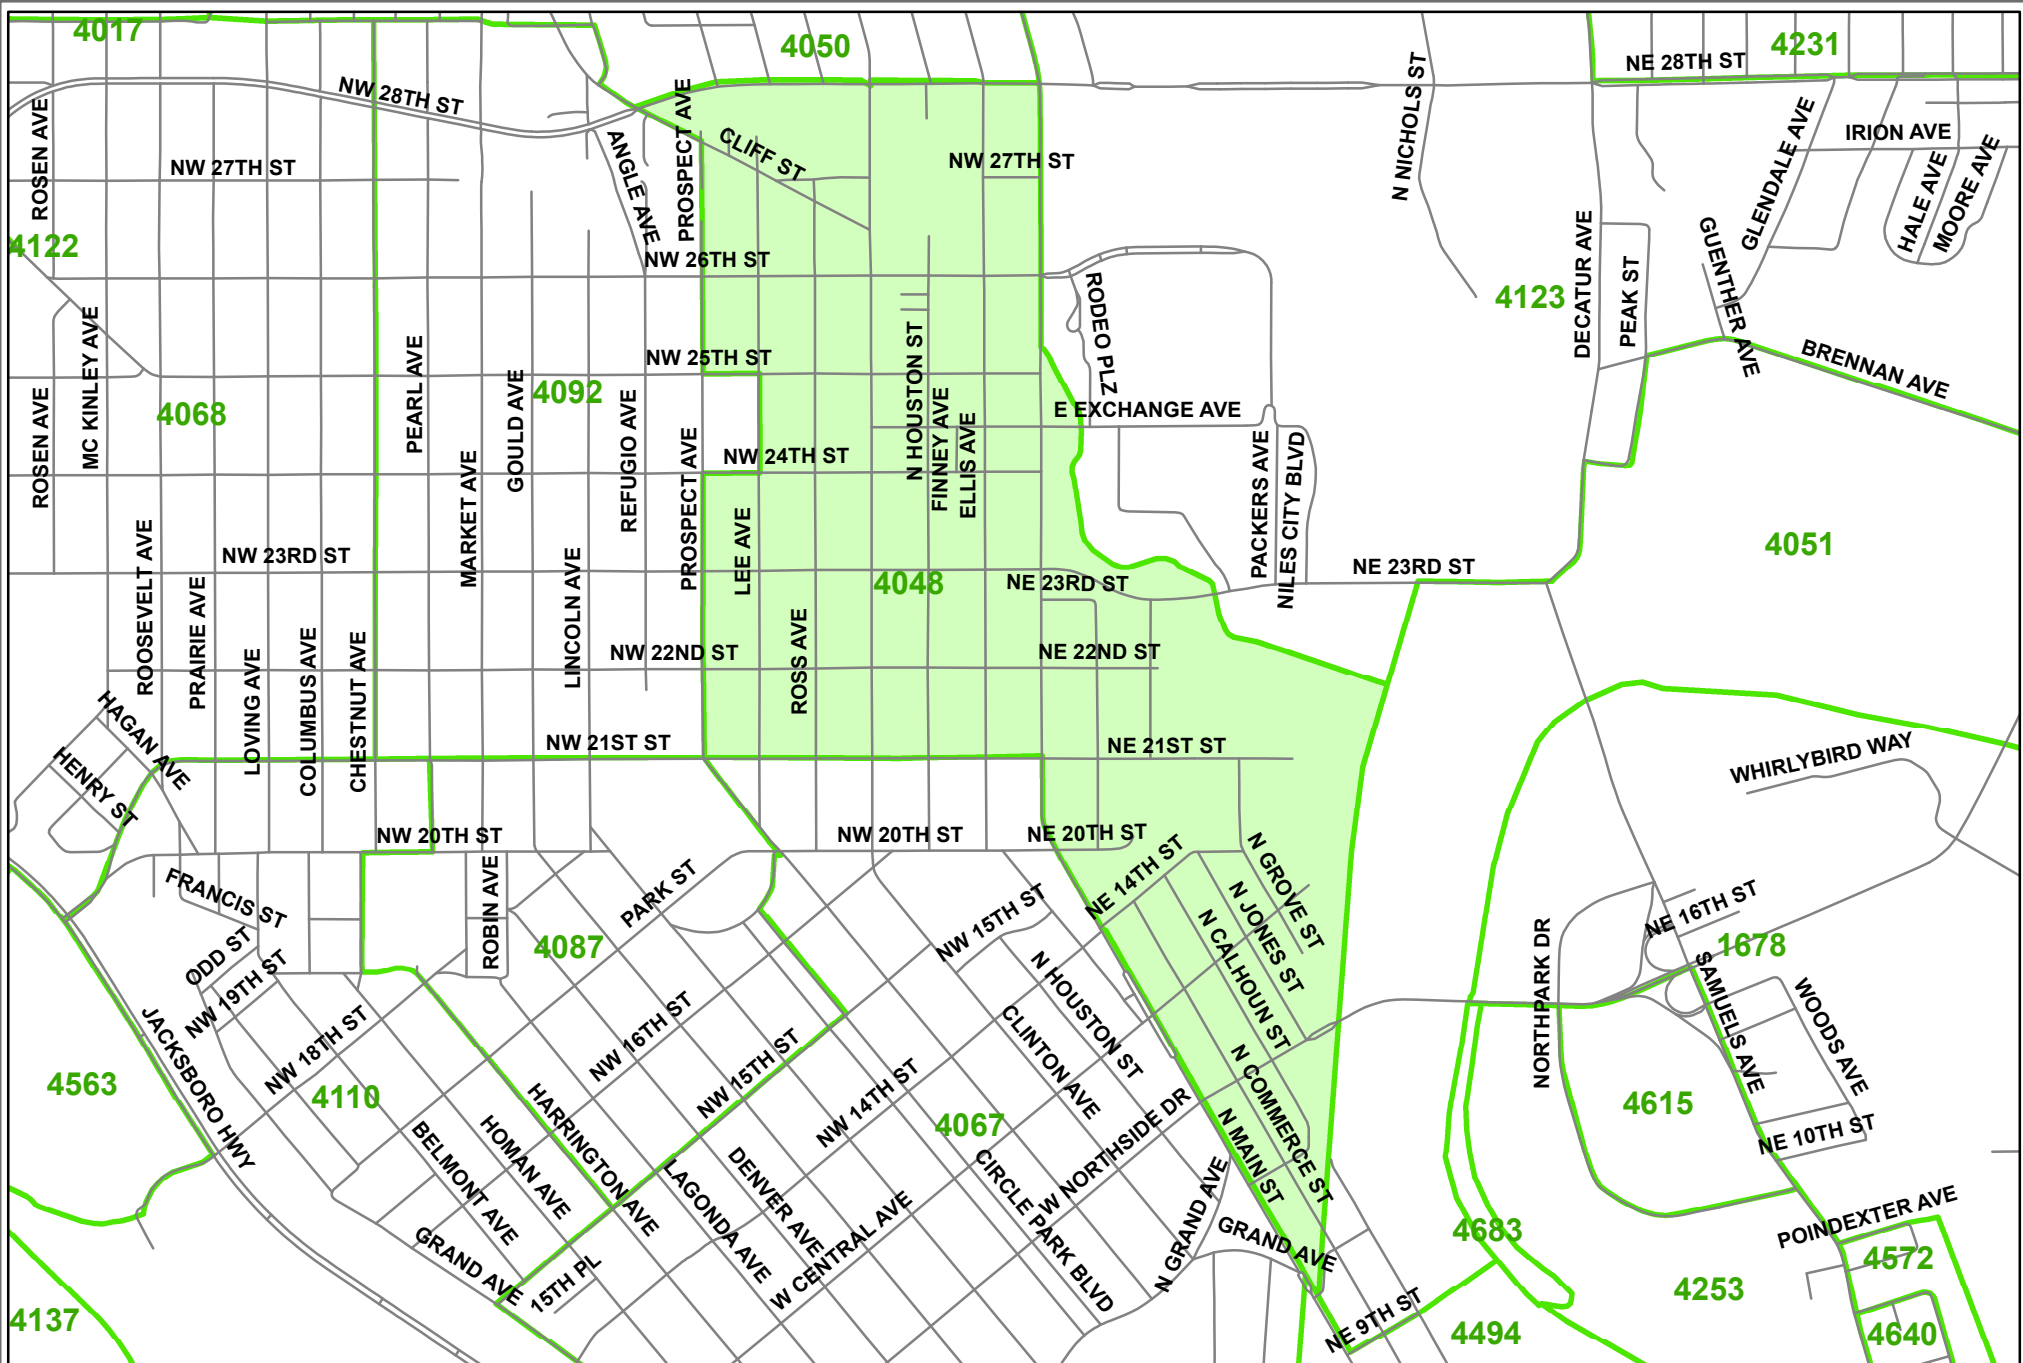 4017
4050
4231
NE 28TH ST
NW 28TH ST
PROSPECT AVE
N NICHOLS ST
ROSEN AVE
NW 27TH ST
ANGLE AVE
CLIFF ST
NW 27TH ST
GLENDALE AVE
IRION AVE
HALE AVE
MOORE AVE
4122
NW 26TH ST
RODEO PLZ
4123
DECATUR AVE
PEAK ST
GUENTHER AVE
BRENNAN AVE
MC KINLEY AVE
PEARL AVE
NW 25TH ST
N HOUSTON ST
4068
GOULD AVE
4092
REFUGIO AVE
FINNEY AVE
ELLIS AVE
E EXCHANGE AVE
ROSEN AVE
MARKET AVE
PROSPECT AVE
NW 24TH ST
PACKERS AVE
NILES CITY BLVD
4051
ROOSEVELT AVE
NW 23RD ST
LINCOLN AVE
LEE AVE
4048
NE 23RD ST
NE 23RD ST
PRAIRIE AVE
LOVING AVE
COLUMBUS AVE
CHESTNUT AVE
NW 22ND ST
ROSS AVE
NE 22ND ST
HAGAN AVE
HENRY ST
NW 21ST ST
NE 21ST ST
WHIRLYBIRD WAY
NW 20TH ST
NW 20TH ST
NE 20TH ST
NE 14TH ST
N GROVE ST
FRANCIS ST
ROBIN AVE
PARK ST
4087
NW 15TH ST
N JONES ST
N CALHOUN ST
NORTHPARK DR
NE 16TH ST
1678
ODD ST
NW 19TH ST
N HOUSTON ST
SAMUELS AVE
WOODS AVE
JACKSBORO HWY
NW 18TH ST
NW 16TH ST
NW 15TH ST
CLINTON AVE
N COMMERCE ST
4563
4110
HARRINGTON AVE
NW 14TH ST
4067
W NORTHSIDE DR
N MAIN ST
4615
NE 10TH ST
BELMONT AVE
HOMAN AVE
LAGONDA AVE
DENVER AVE
CIRCLE PARK BLVD
N GRAND AVE
GRAND AVE
4683
POINDEXTER AVE
4572
GRAND AVE
15TH PL
W CENTRAL AVE
4253
4137
NE 9TH ST
4494
4640